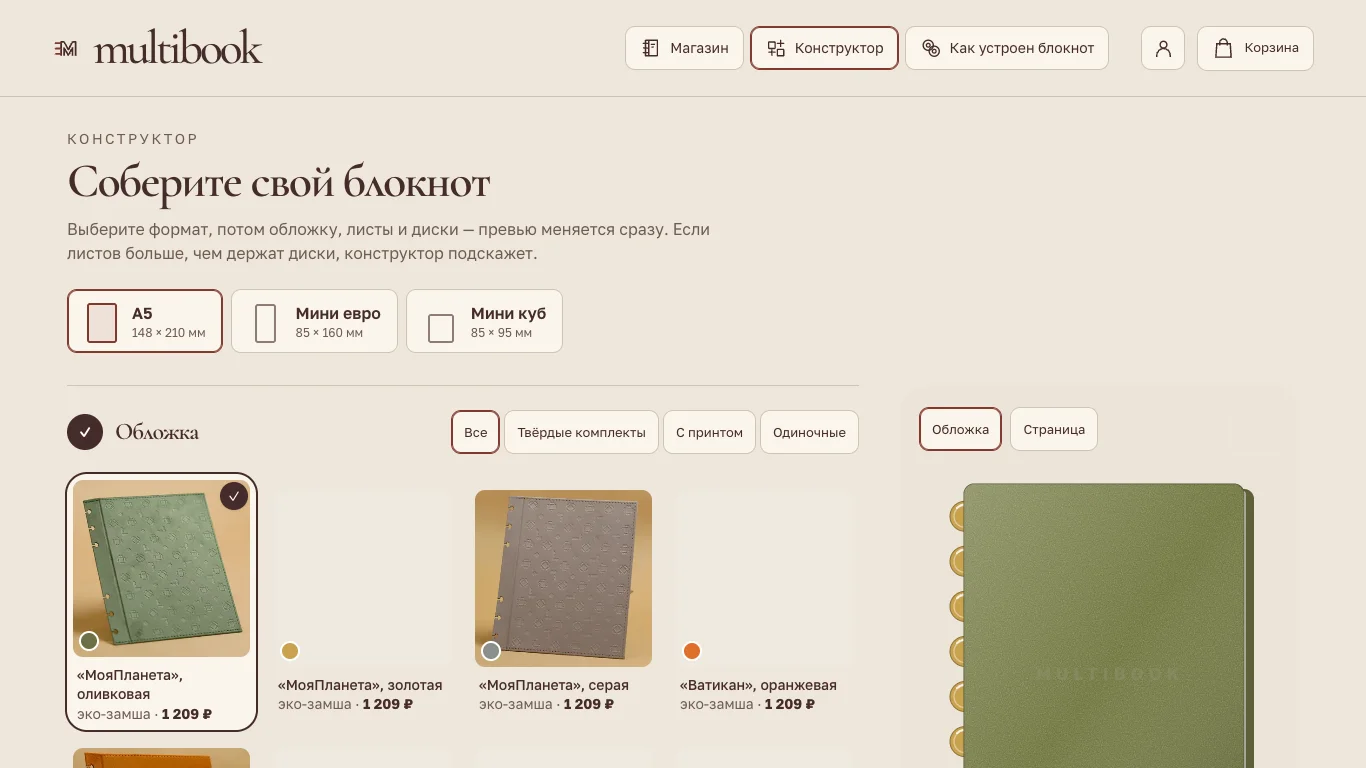 multibook
Магазин
Конструктор
Как устроен блокнот
Корзина
КОНСТРУКТОР
Соберите свой блокнот
Выберите формат, потом обложку, листы и диски — превью меняется сразу. Если
листов больше, чем держат диски, конструктор подскажет.
А5
148 × 210 мм
Мини евро
85 × 160 мм
Мини куб
85 × 95 мм
Обложка
Все
Твёрдые комплекты
С принтом
Одиночные
Обложка
Страница
MULTIBOOK
«МояПланета»,
оливковая
эко-замша · 1 209 ₽
«МояПланета», золотая
эко-замша · 1 209 ₽
«МояПланета», серая
эко-замша · 1 209 ₽
«Ватикан», оранжевая
эко-замша · 1 209 ₽